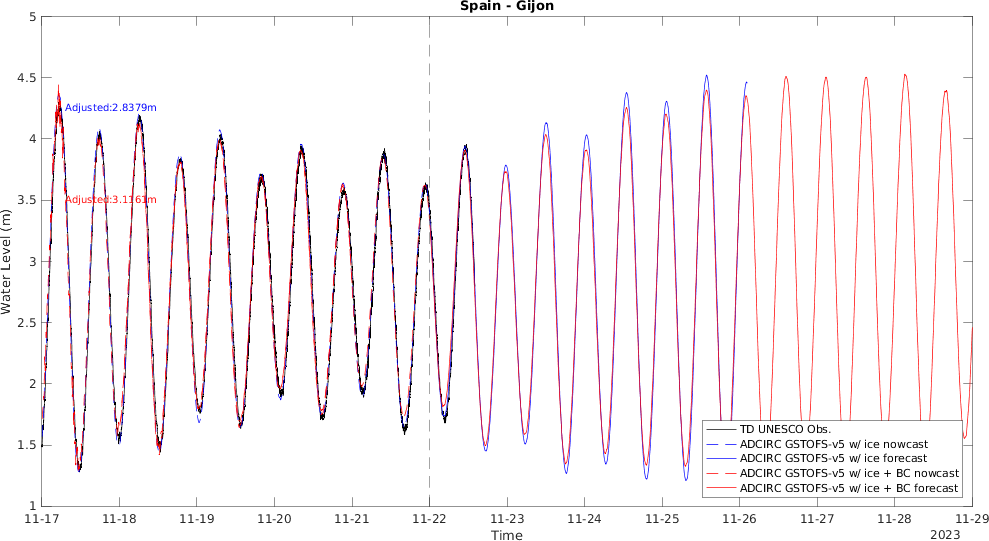 Spain - Gijon
5
4.5
4
3.5
3
2.5
2
1.5
1
Water Level (m)
Adjusted:2.8379m
Adjusted:3.1161m
TD UNESCO Obs.
ADCIRC GSTOFS-v5 w/ ice nowcast
ADCIRC GSTOFS-v5 w/ ice forecast
ADCIRC GSTOFS-v5 w/ ice + BC nowcast
ADCIRC GSTOFS-v5 w/ ice + BC forecast
11-17 11-18 11-19 11-20 11-21 11-22 11-23 11-24 11-25 11-26 11-27 11-28 11-29
Time
2023